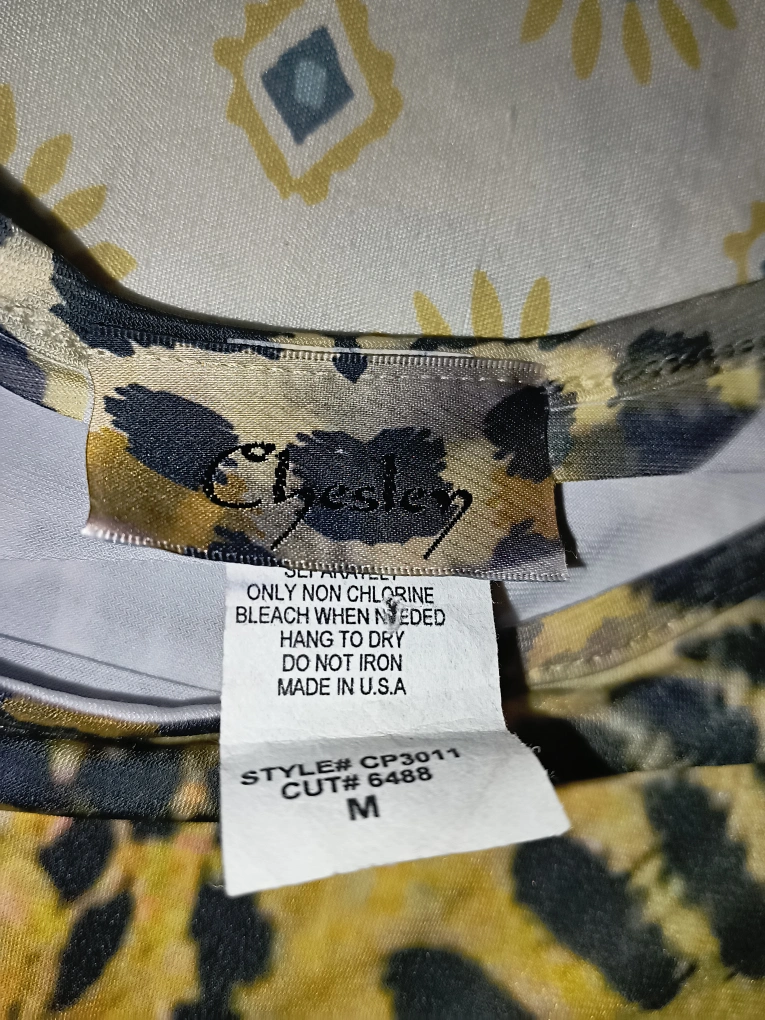 Chesley
SEPARATELY
ONLY NON CHLORINE
BLEACH WHEN NEEDED
HANG TO DRY
DO NOT IRON
MADE IN U.S.A
STYLE# CP3011
CUT# 6488
M